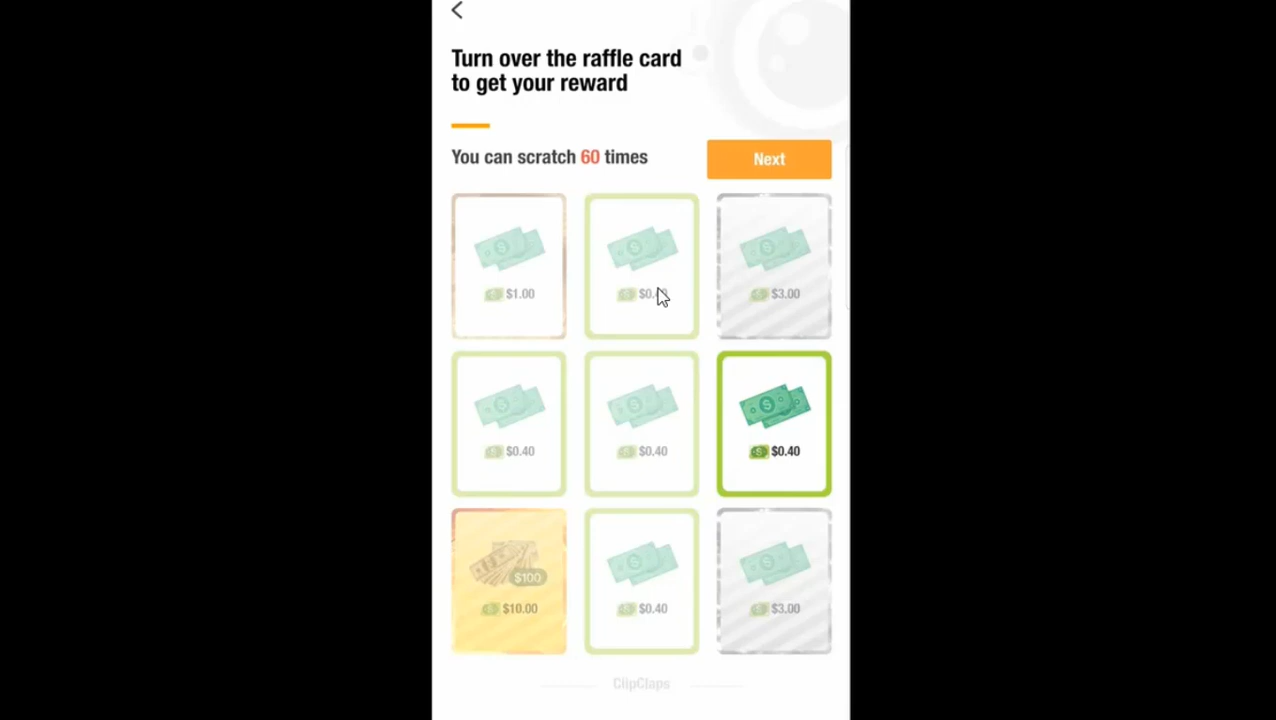 Turn over the raffle card
to get your reward
You can scratch 60 times
Next
$1.00
$3.00
$0.40
$0.40
$0.40
$100
$10.00
$0.40
$3.00
ClipClaps